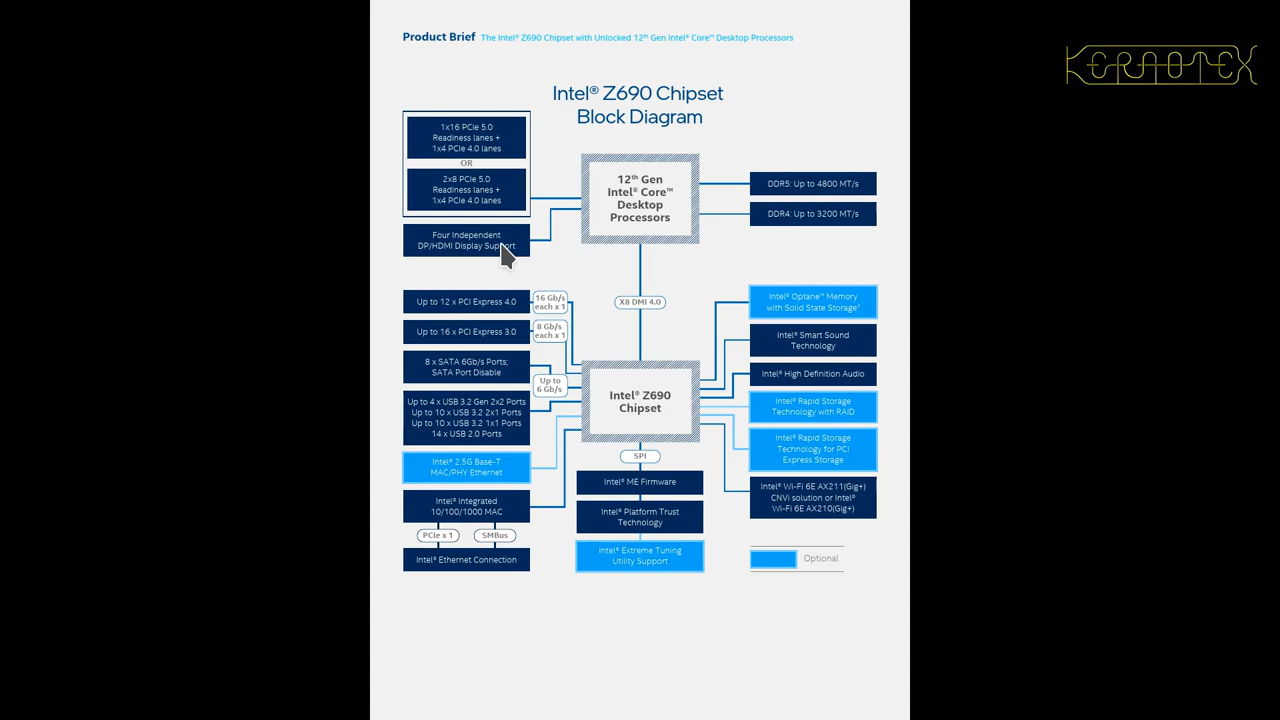 Product Brief The Intel® Z690 Chipset with Unlocked 12th Gen Intel® Core™ Desktop Processors
KERAOTEX
Intel® Z690 Chipset
Block Diagram
1x16 PCIe 5.0
Readiness lanes +
1x4 PCIe 4.0 lanes
OR
2x8 PCIe 5.0
Readiness lanes +
1x4 PCIe 4.0 lanes
Four Independent
DP/HDMI Display Support
12th Gen
Intel® Core™
Desktop
Processors
DDR5: Up to 4800 MT/s
DDR4: Up to 3200 MT/s
X8 DMI 4.0
Up to 12 x PCI Express 4.0
16 Gb/s
each x 1
Up to 16 x PCI Express 3.0
8 Gb/s
each x 1
8 x SATA 6Gb/s Ports;
SATA Port Disable
Up to
6 Gb/s
Up to 4 x USB 3.2 Gen 2x2 Ports
Up to 10 x USB 3.2 2x1 Ports
Up to 10 x USB 3.2 1x1 Ports
14 x USB 2.0 Ports
Intel® 2.5G Base-T
MAC/PHY Ethernet
Intel® Integrated
10/100/1000 MAC
PCIe x 1
SMBus
Intel® Ethernet Connection
Intel® Z690
Chipset
SPI
Intel® ME Firmware
Intel® Platform Trust
Technology
Intel® Extreme Tuning
Utility Support
Intel® Optane™ Memory
with Solid State Storage⁴
Intel® Smart Sound
Technology
Intel® High Definition Audio
Intel® Rapid Storage
Technology with RAID
Intel® Rapid Storage
Technology for PCI
Express Storage
Intel® Wi-Fi 6E AX211(Gig+)
CNVi solution or Intel®
Wi-Fi 6E AX210(Gig+)
Optional